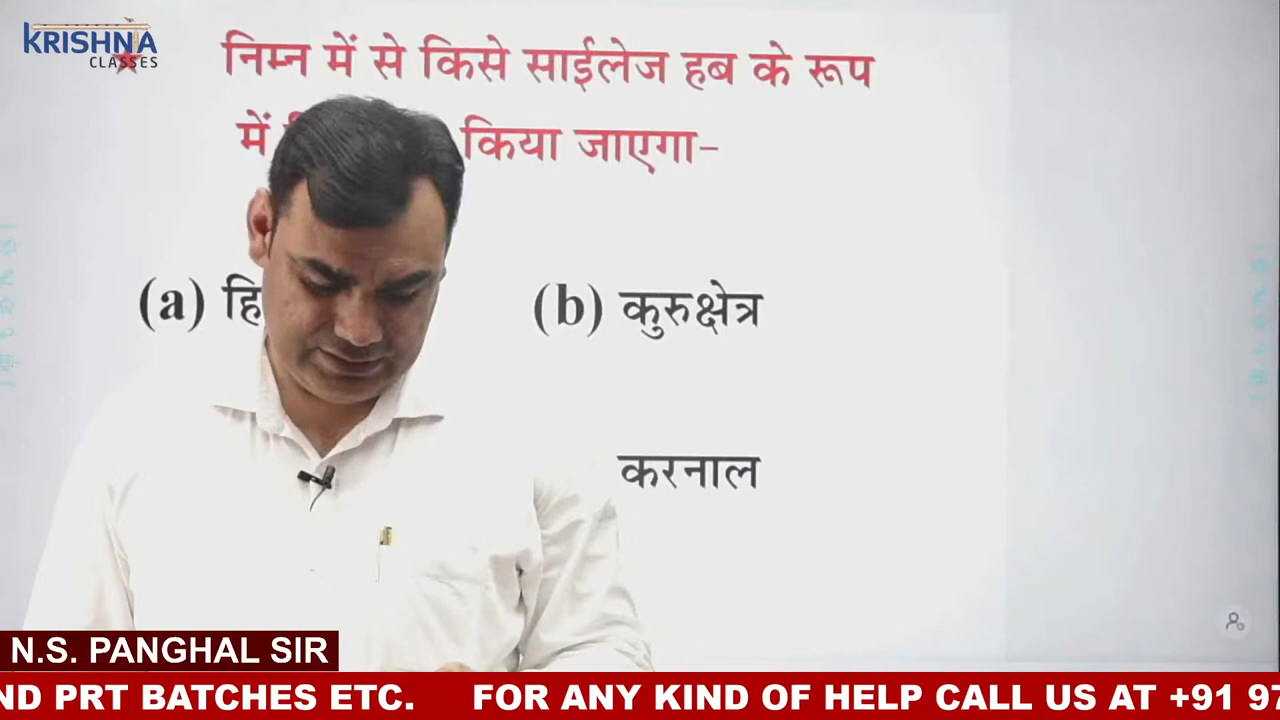 KRISHNA
CLASSES
निम्न में से किसे साईलेज हब के रूप
में किया जाएगा-
(a) हि (b) कुरुक्षेत्र
करनाल
N.S. PANGHAL SIR
ND PRT BATCHES ETC. FOR ANY KIND OF HELP CALL US AT +91 97